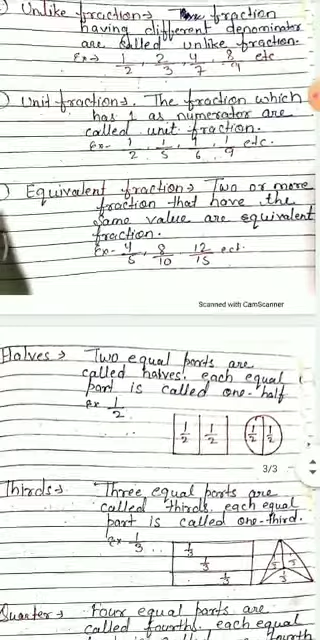 Unlike fraction → The fraction
having different denominator
are called unlike fraction.
Ex→ 1/2, 2/3, 4/7, 8/9 etc
Unit fraction→. The fraction which
has 1 as numerator are
called unit fraction.
Ex- 1/2, 1/5, 1/6, 1/9 etc.
Equivalent fraction → Two or more
fraction that have the
same value are equivalent
fraction.
Ex- 4/5, 8/10, 12/15 ect.
Scanned with CamScanner
Halves → Two equal parts are
called halves. each equal
part is called one-half
Ex 1/2
1/2 1/2 1/2 1/2
3/3
Thirds → Three equal parts are
called thirds. each equal
part is called one-third.
Ex 1/3
1/3
1/3
1/3
1/3
Quarter → Four equal parts are
called fourths. each equal